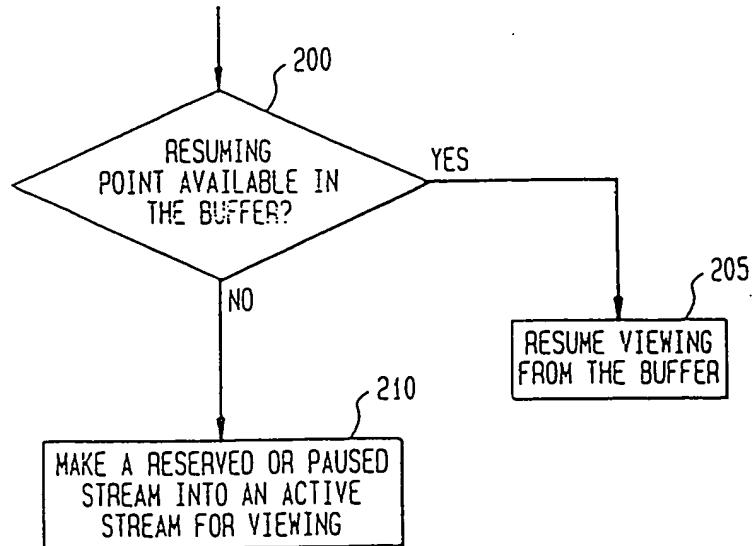 200
RESUMING
POINT AVAILABLE IN
THE BUFFER?
YES
NO
205
RESUME VIEWING
FROM THE BUFFER
210
MAKE A RESERVED OR PAUSED
STREAM INTO AN ACTIVE
STREAM FOR VIEWING